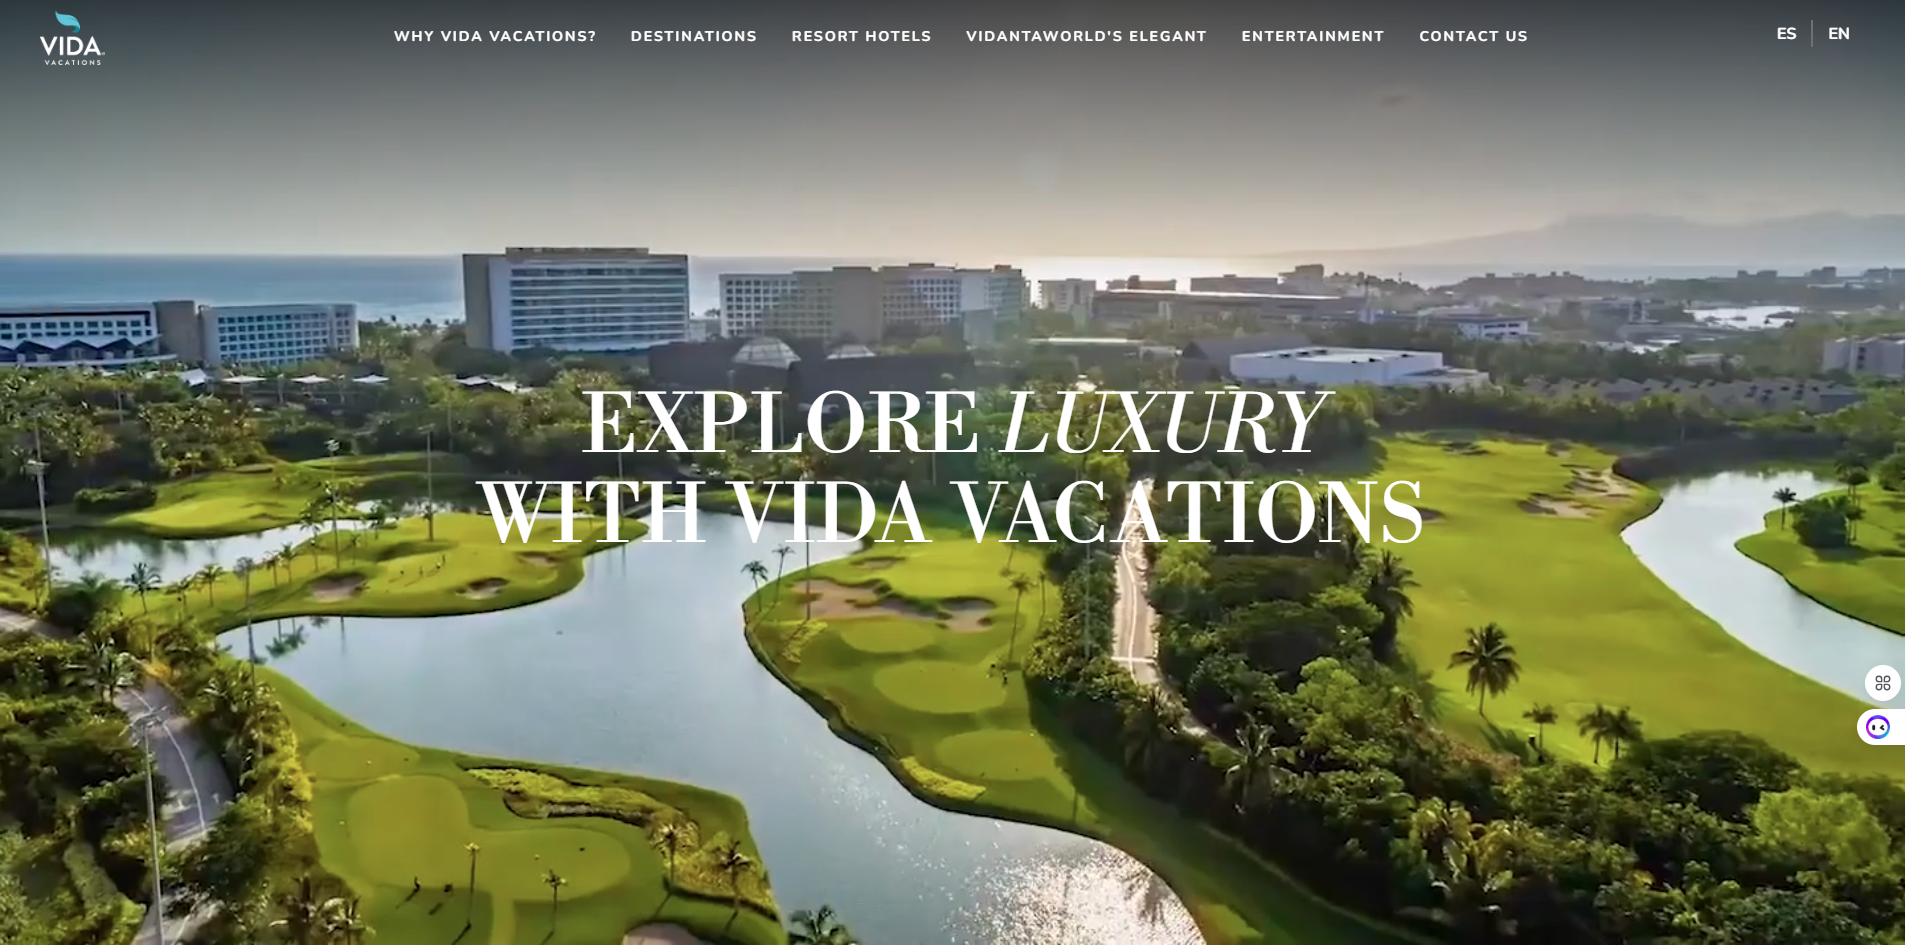 VIDA
VACATIONS
WHY VIDA VACATIONS?
DESTINATIONS
RESORT HOTELS
VIDANTAWORLD'S ELEGANT
ENTERTAINMENT
CONTACT US
ES
EN
EXPLORE LUXURY
WITH VIDA VACATIONS